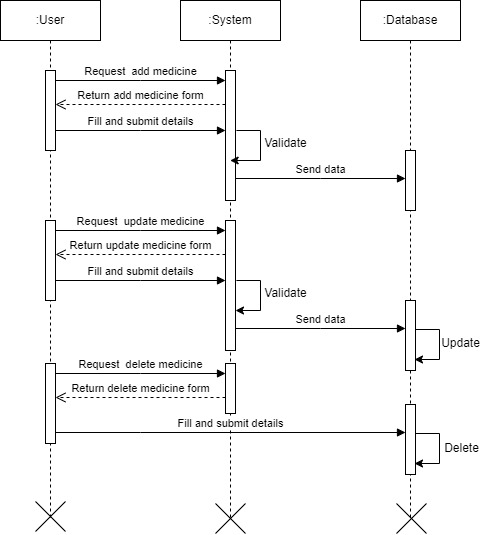 :User
:System
:Database
Request add medicine
Return add medicine form
Fill and submit details
Validate
Send data
Request update medicine
Return update medicine form
Fill and submit details
Validate
Send data
Update
Request delete medicine
Return delete medicine form
Fill and submit details
Delete